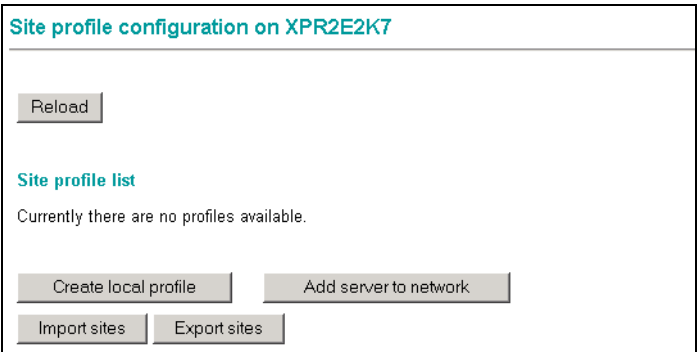 Site profile configuration on XPR2E2K7
Reload
Site profile list
Currently there are no profiles available.
Create local profile Add server to network
Import sites Export sites